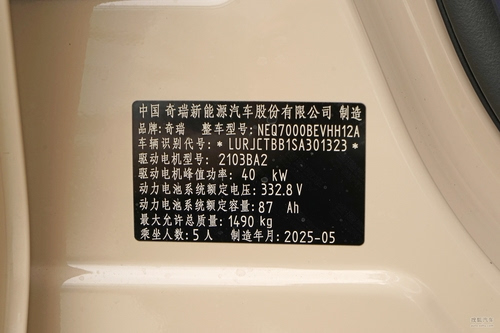 中国 奇瑞新能源汽车股份有限公司 制造
品牌: 奇瑞 整车型号: NEQ7000BEVHH12A
车辆识别代号: * LURJCTBB1SA301323 *
驱动电机型号: 2103BA2
驱动电机峰值功率: 40 kW
动力电池系统额定电压: 332.8 V
动力电池系统额定容量: 87 Ah
最大允许总质量: 1490 kg
乘坐人数: 5 人 制造年月: 2025-05